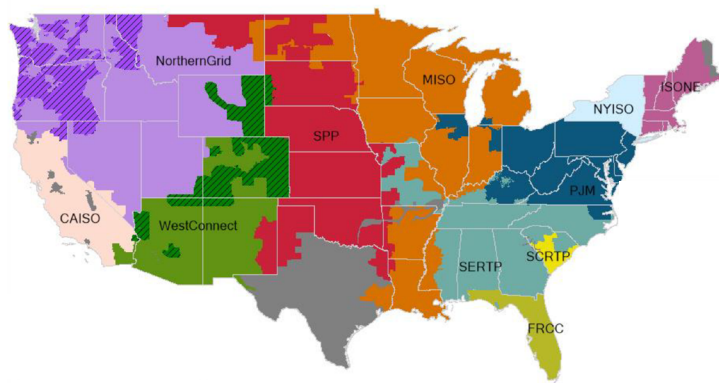 NorthernGrid
MISO
ISONE
NYISO
SPP
PJM
CAISO
WestConnect
SERTP
SCRTP
FRCC